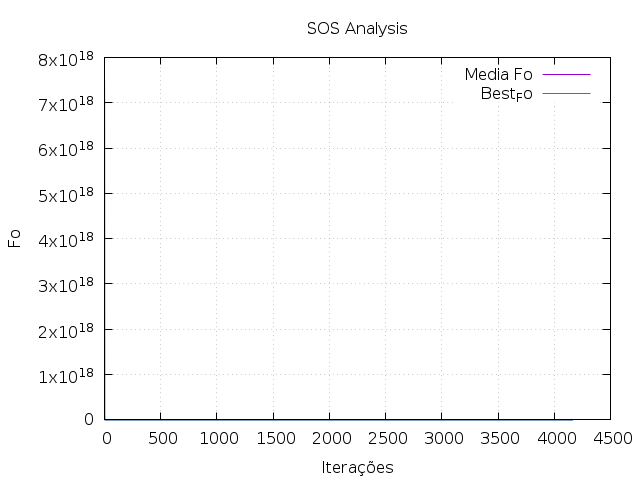 SOS Analysis
Media Fo
Best_Fo
8x10^18
7x10^18
6x10^18
5x10^18
4x10^18
3x10^18
2x10^18
1x10^18
0
Fo
0 500 1000 1500 2000 2500 3000 3500 4000 4500
Iterações